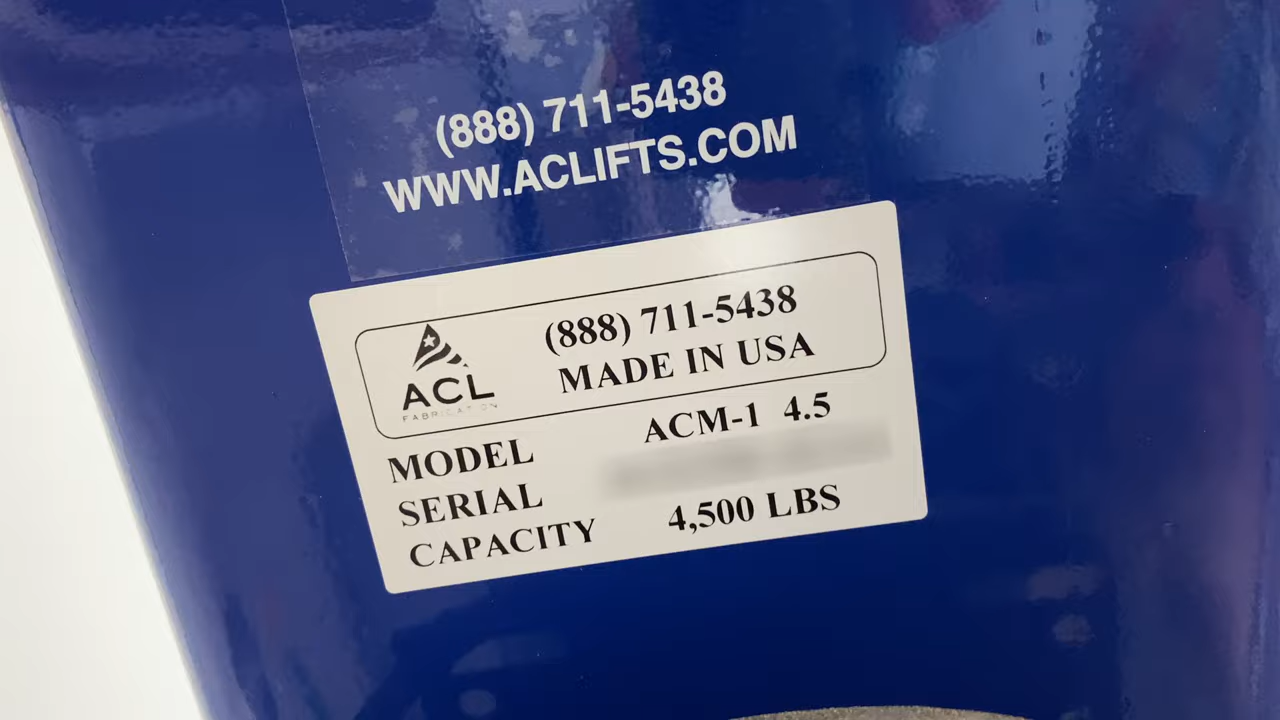 (888) 711-5438
WWW.ACLIFTS.COM
ACL
FABRICATION
(888) 711-5438
MADE IN USA
MODEL ACM-1 4.5
SERIAL
CAPACITY 4,500 LBS